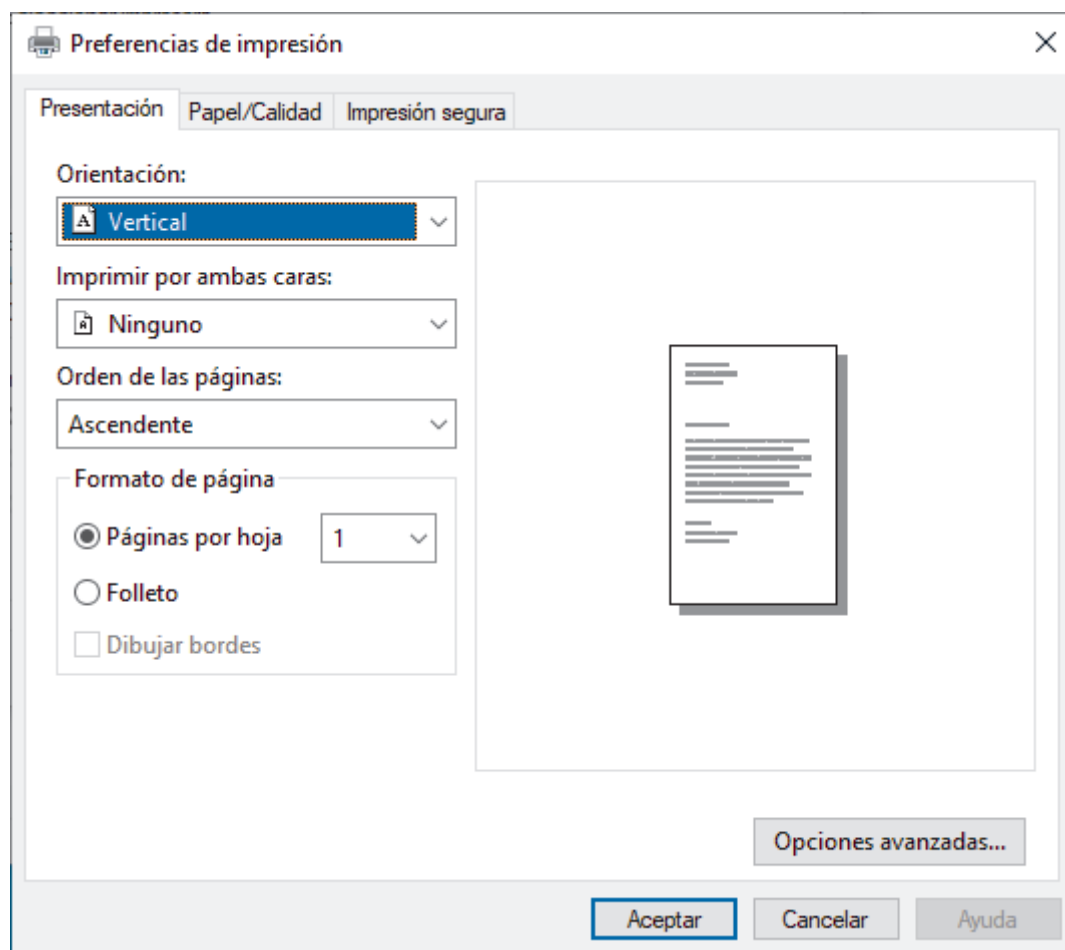 Preferencias de impresión
Presentación
Papel/Calidad
Impresión segura
Orientación:
A Vertical
Imprimir por ambas caras:
Ninguno
Orden de las páginas:
Ascendente
Formato de página
Páginas por hoja 1
Folleto
Dibujar bordes
Opciones avanzadas...
Aceptar
Cancelar
Ayuda